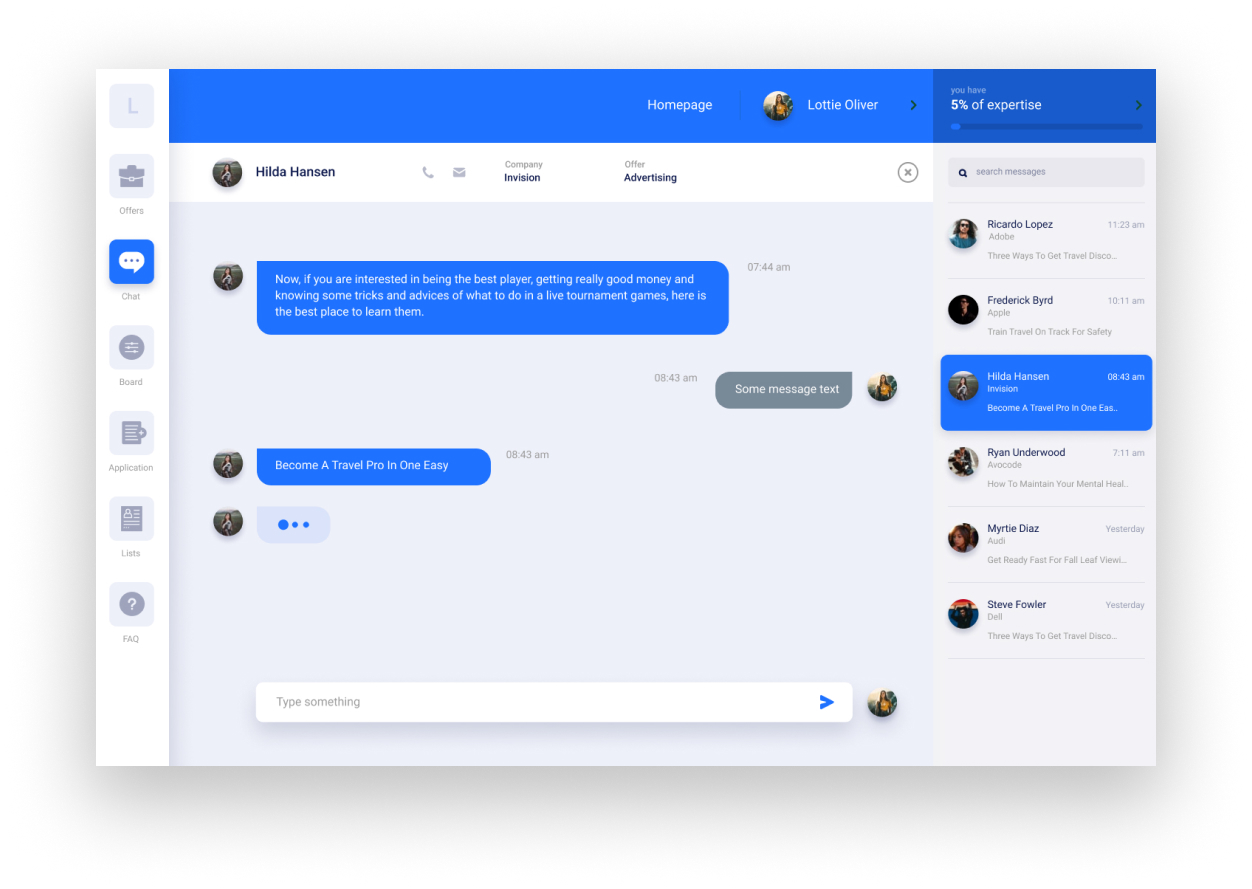 L
Offers
Chat
Board
Application
Lists
FAQ
Homepage
Lottie Oliver
Hilda Hansen
Company
Invision
Offer
Advertising
Now, if you are interested in being the best player, getting really good money and
knowing some tricks and advices of what to do in a live tournament games, here is
the best place to learn them.
07:44 am
08:43 am
Some message text
Become A Travel Pro In One Easy
08:43 am
Type something
you have
5% of expertise
search messages
Ricardo Lopez
11:23 am
Adobe
Three Ways To Get Travel Disco...
Frederick Byrd
10:11 am
Apple
Train Travel On Track For Safety
Hilda Hansen
08:43 am
Invision
Become A Travel Pro In One Eas..
Ryan Underwood
7:11 am
Avocode
How To Maintain Your Mental Heal..
Myrtie Diaz
Yesterday
Audi
Get Ready Fast For Fall Leaf Viewi...
Steve Fowler
Yesterday
Dell
Three Ways To Get Travel Disco...